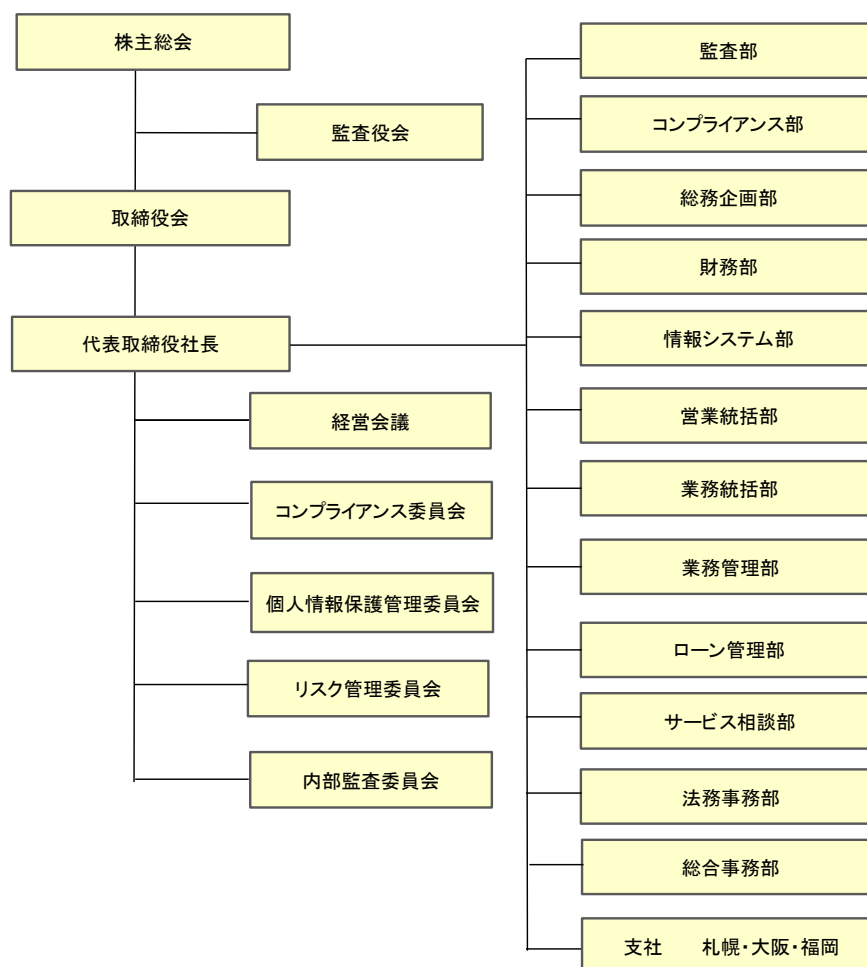 株主総会
監査役会
取締役会
代表取締役社長
経営会議
コンプライアンス委員会
個人情報保護管理委員会
リスク管理委員会
内部監査委員会
監査部
コンプライアンス部
総務企画部
財務部
情報システム部
営業統括部
業務統括部
業務管理部
ローン管理部
サービス相談部
法務事務部
総合事務部
支社　札幌・大阪・福岡